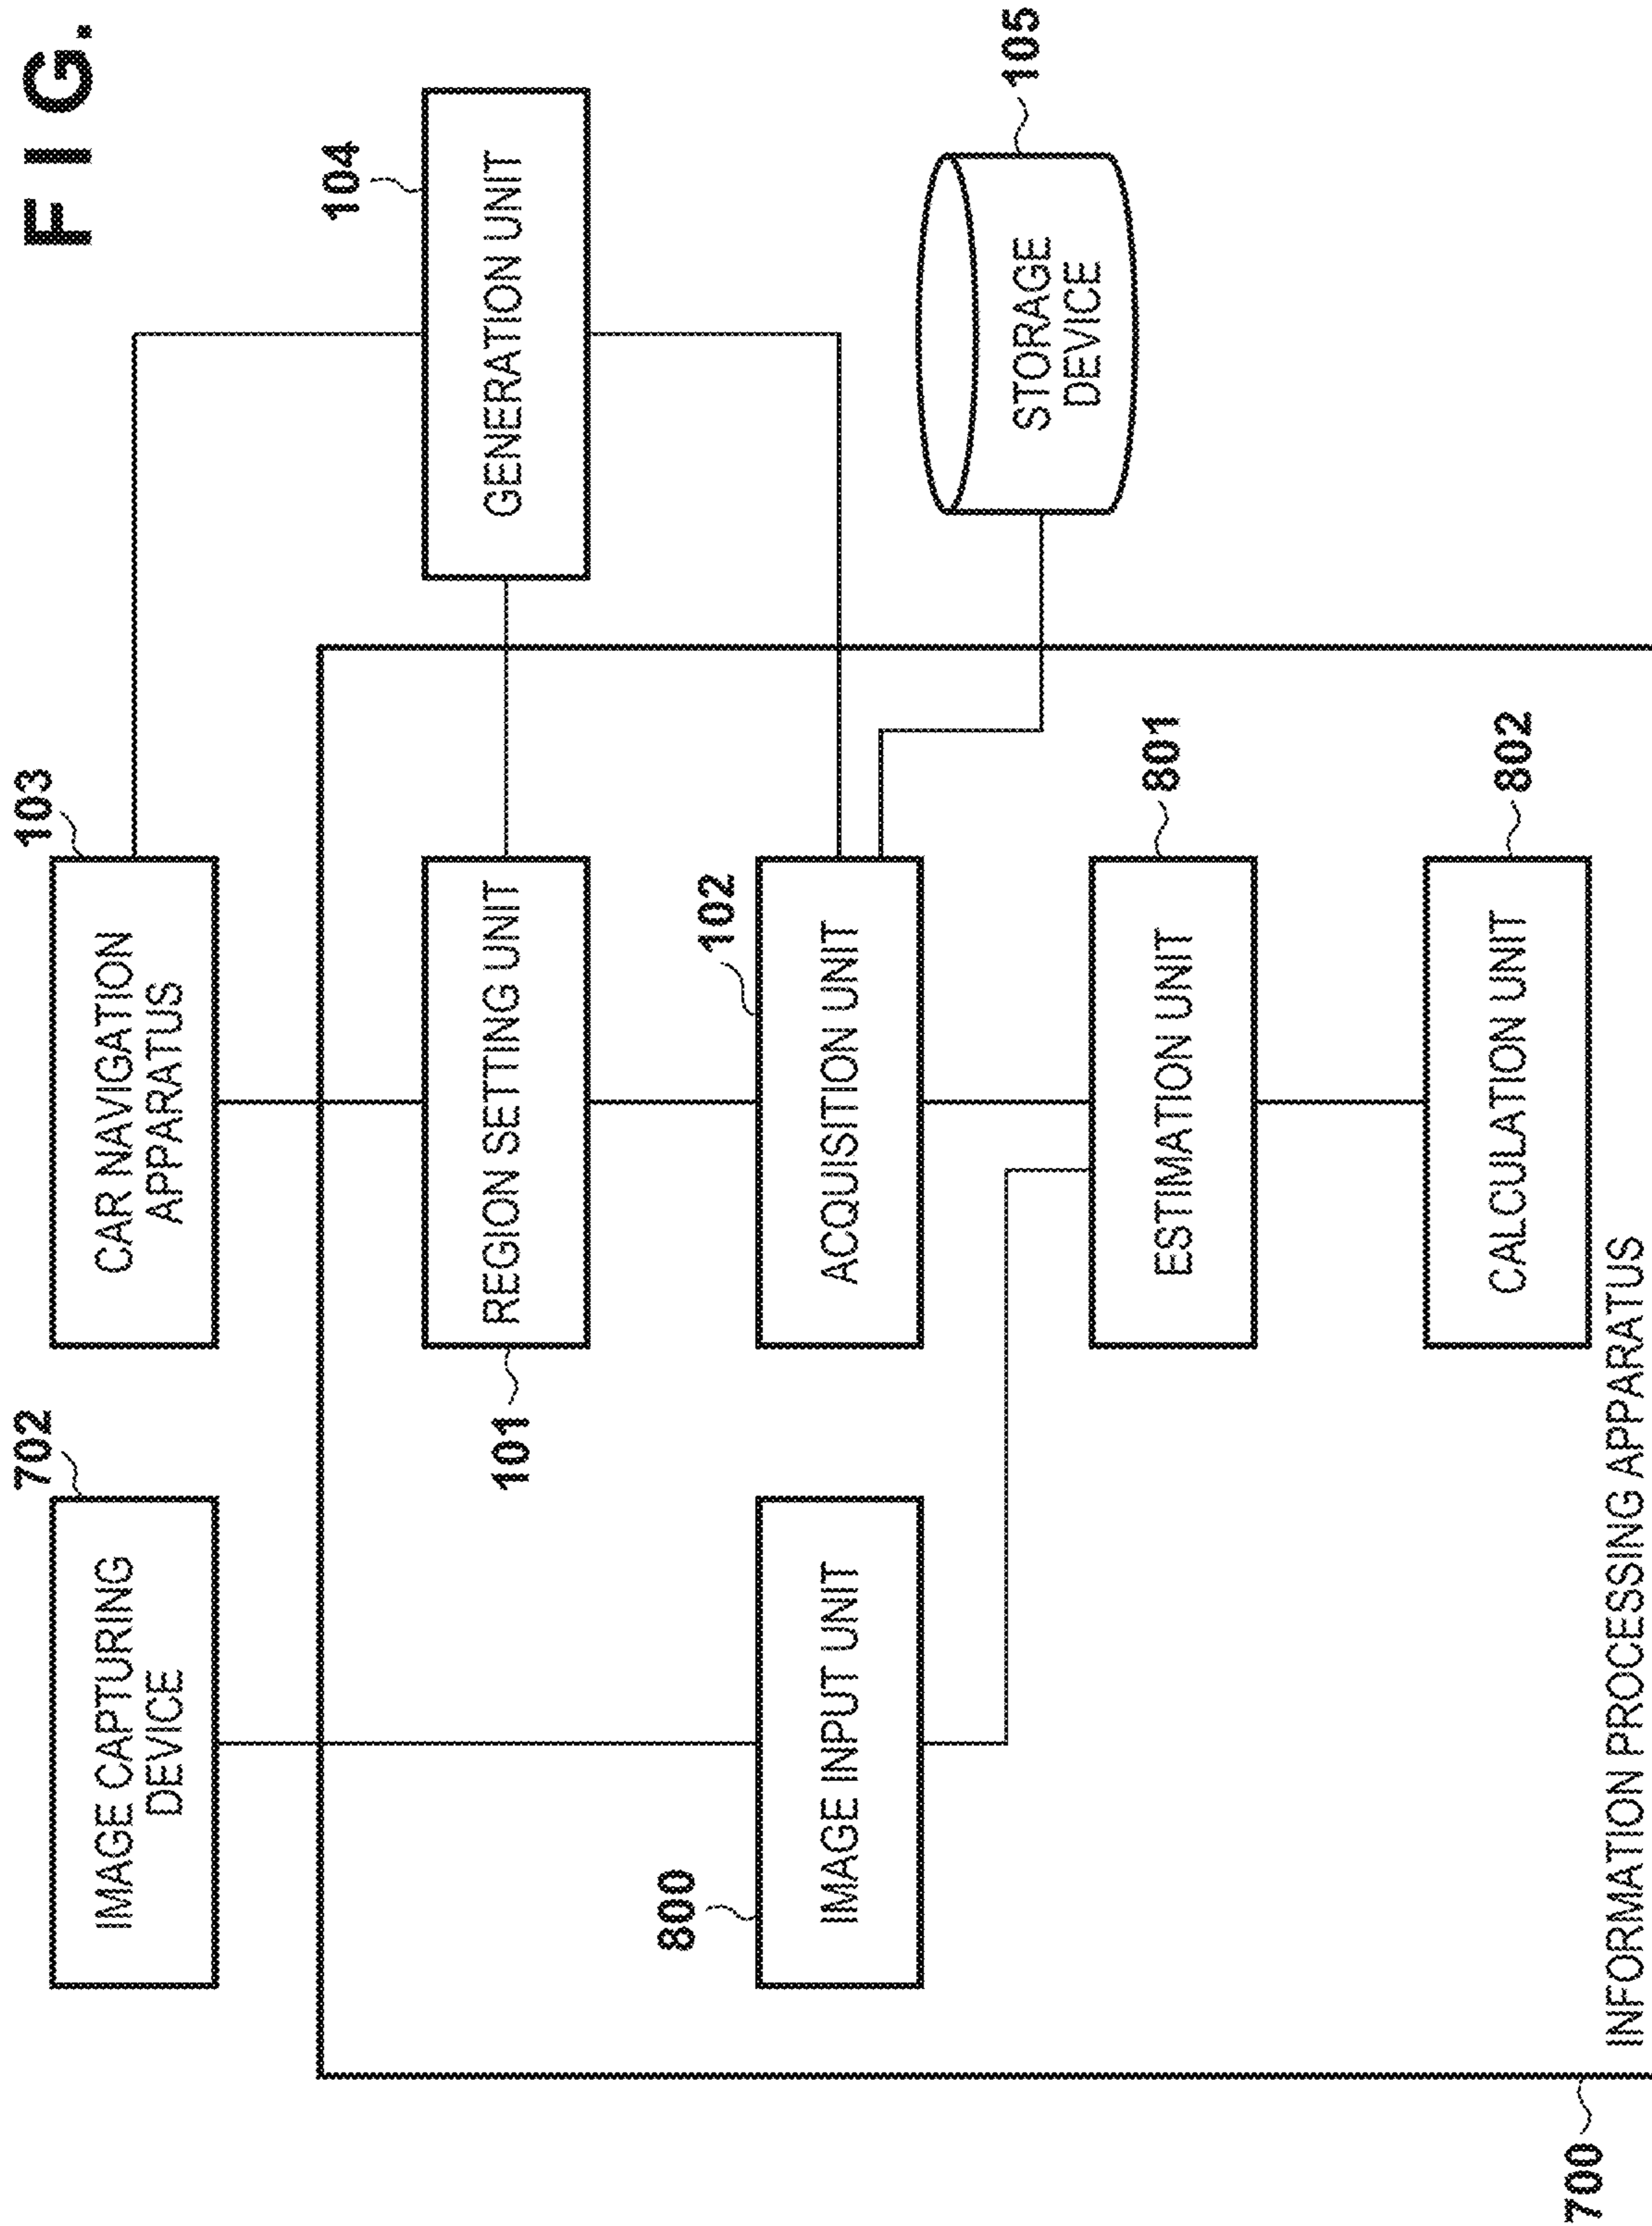 FIG.
702
IMAGE CAPTURING
DEVICE
103
CAR NAVIGATION
APPARATUS
104
GENERATION UNIT
101
REGION SETTING UNIT
800
IMAGE INPUT UNIT
102
ACQUISITION UNIT
105
STORAGE
DEVICE
801
ESTIMATION UNIT
802
CALCULATION UNIT
700
INFORMATION PROCESSING APPARATUS